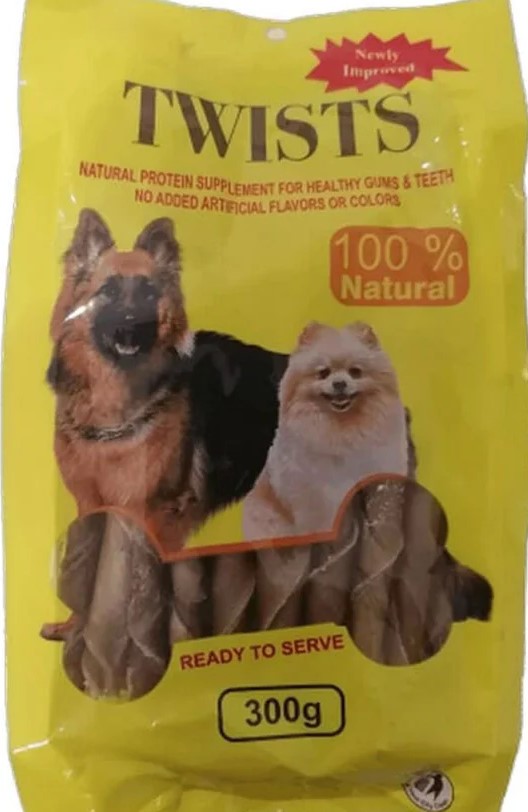 Newly
Improved
TWISTS
NATURAL PROTEIN SUPPLEMENT FOR HEALTHY GUMS & TEETH
NO ADDED ARTIFICIAL FLAVORS OR COLORS
100 %
Natural
READY TO SERVE
300g